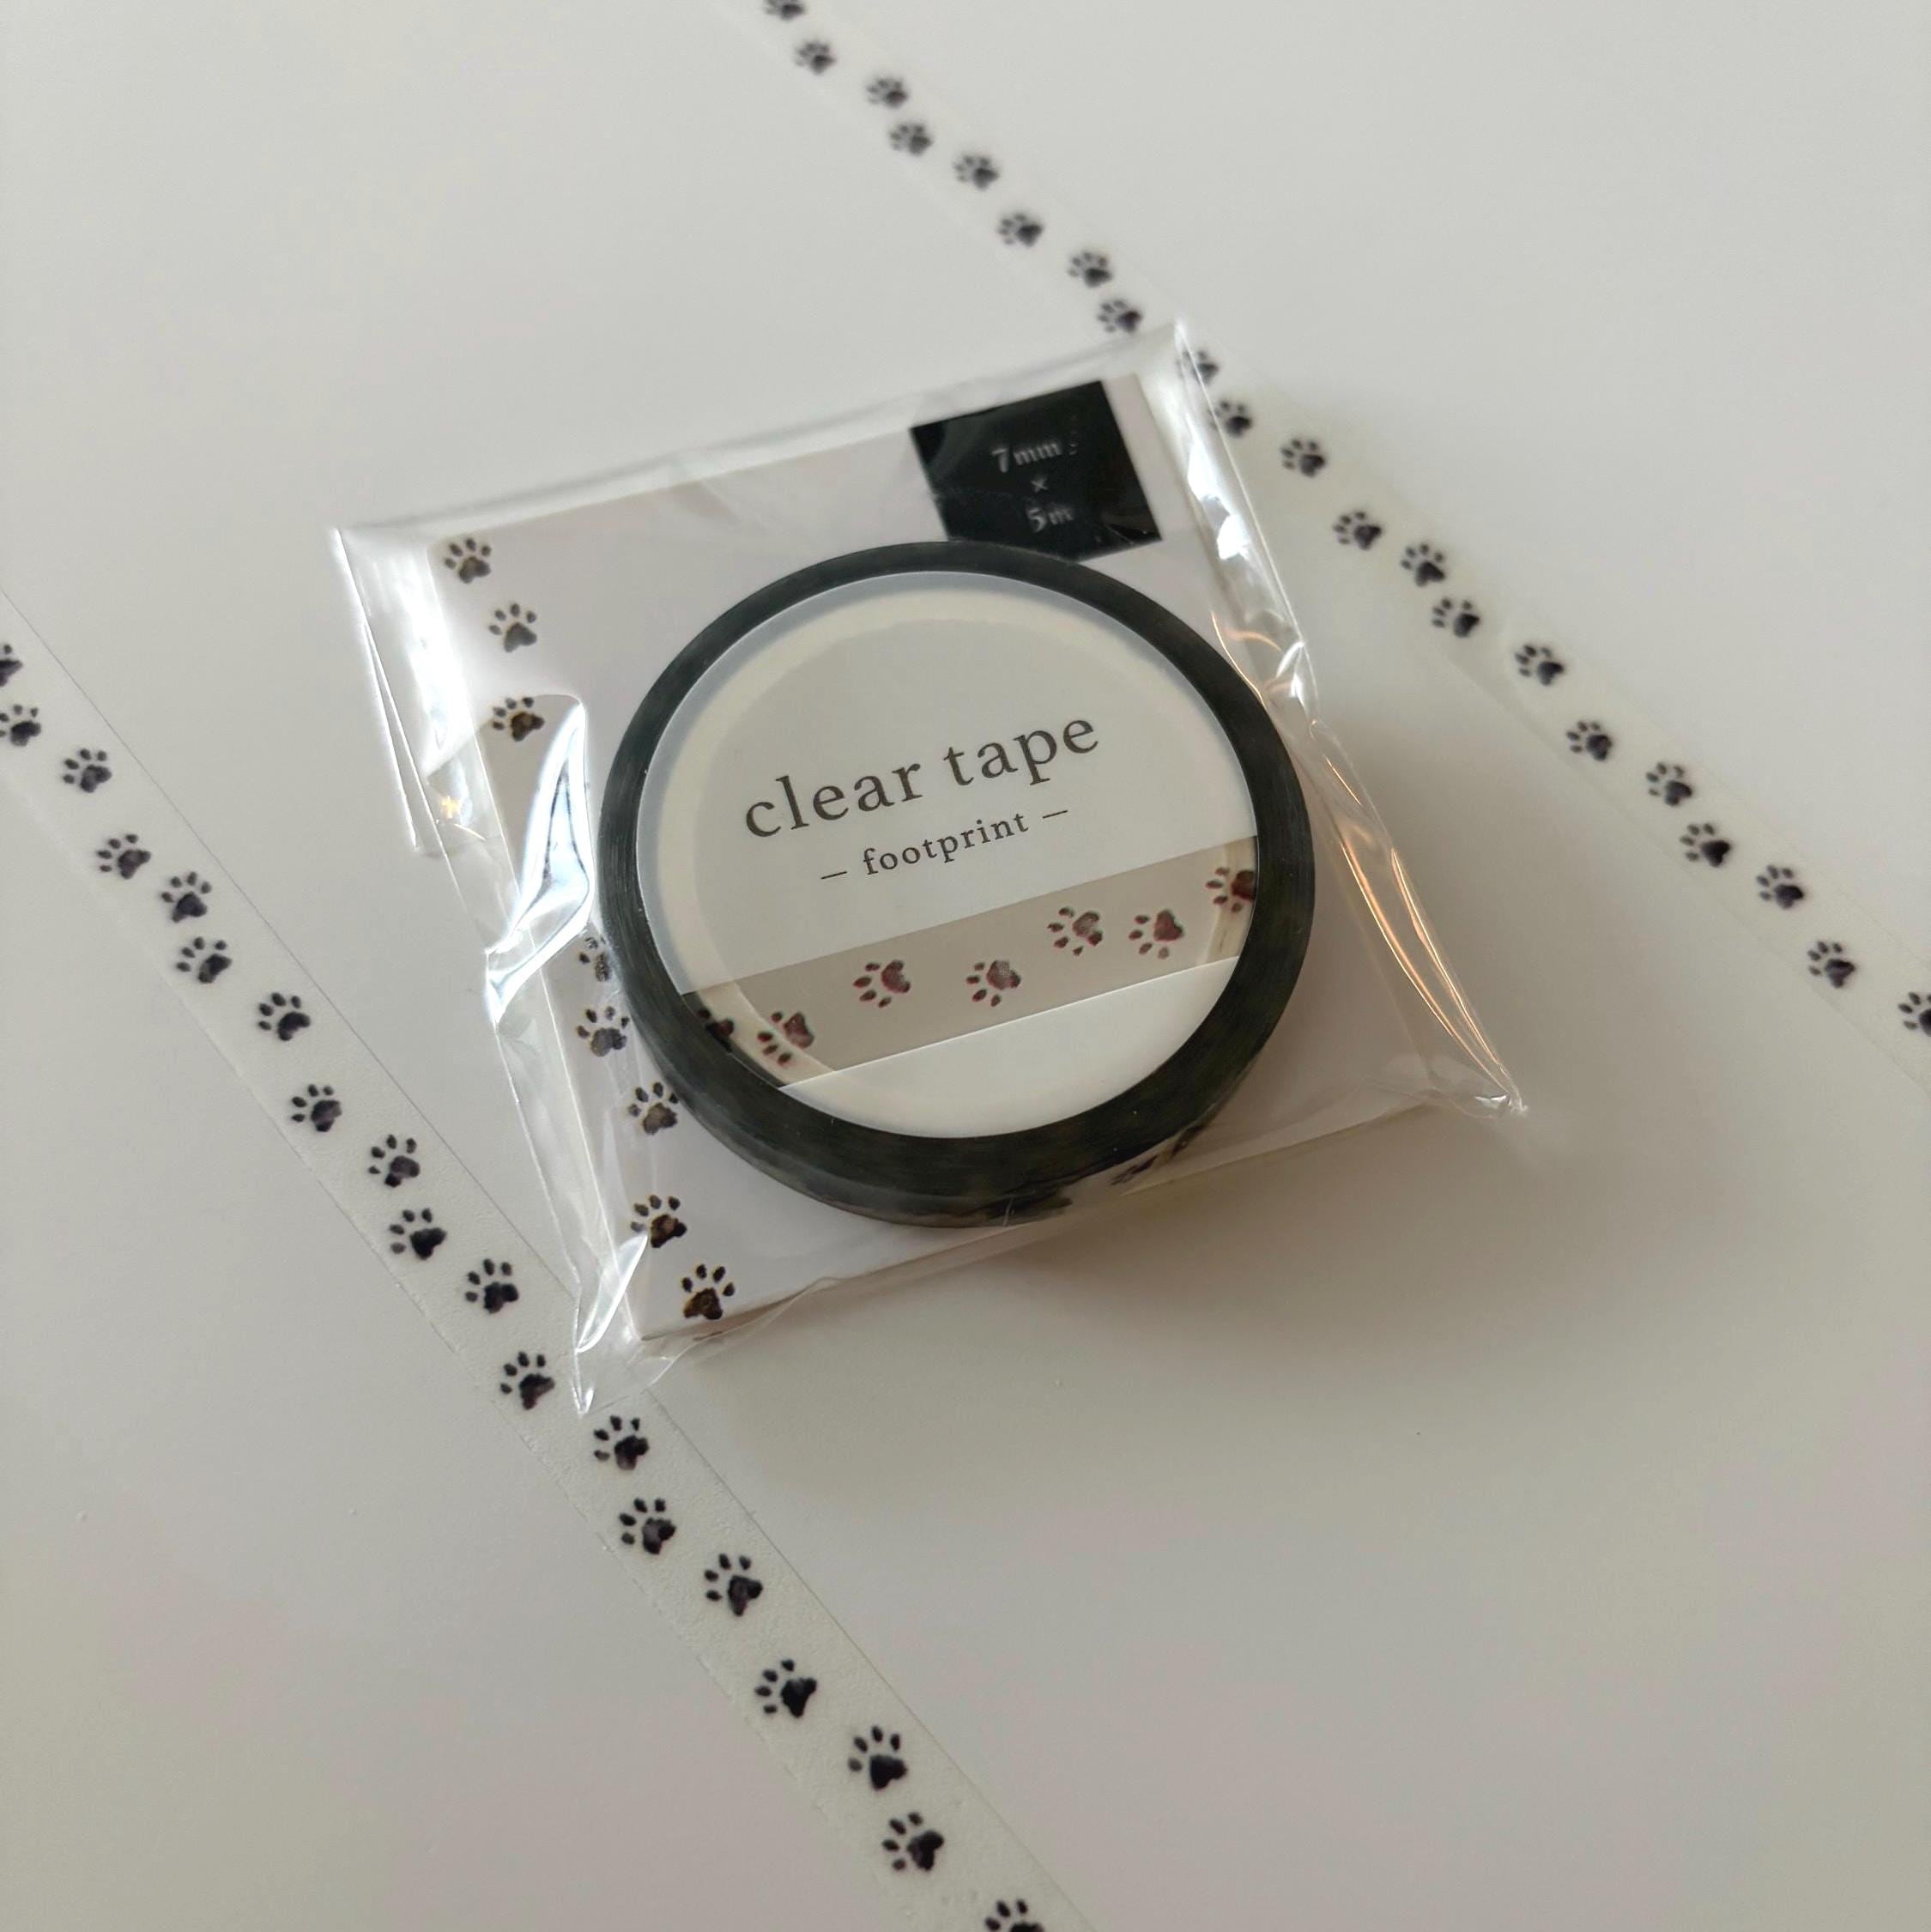 7mm
×
5m
clear tape
— footprint —